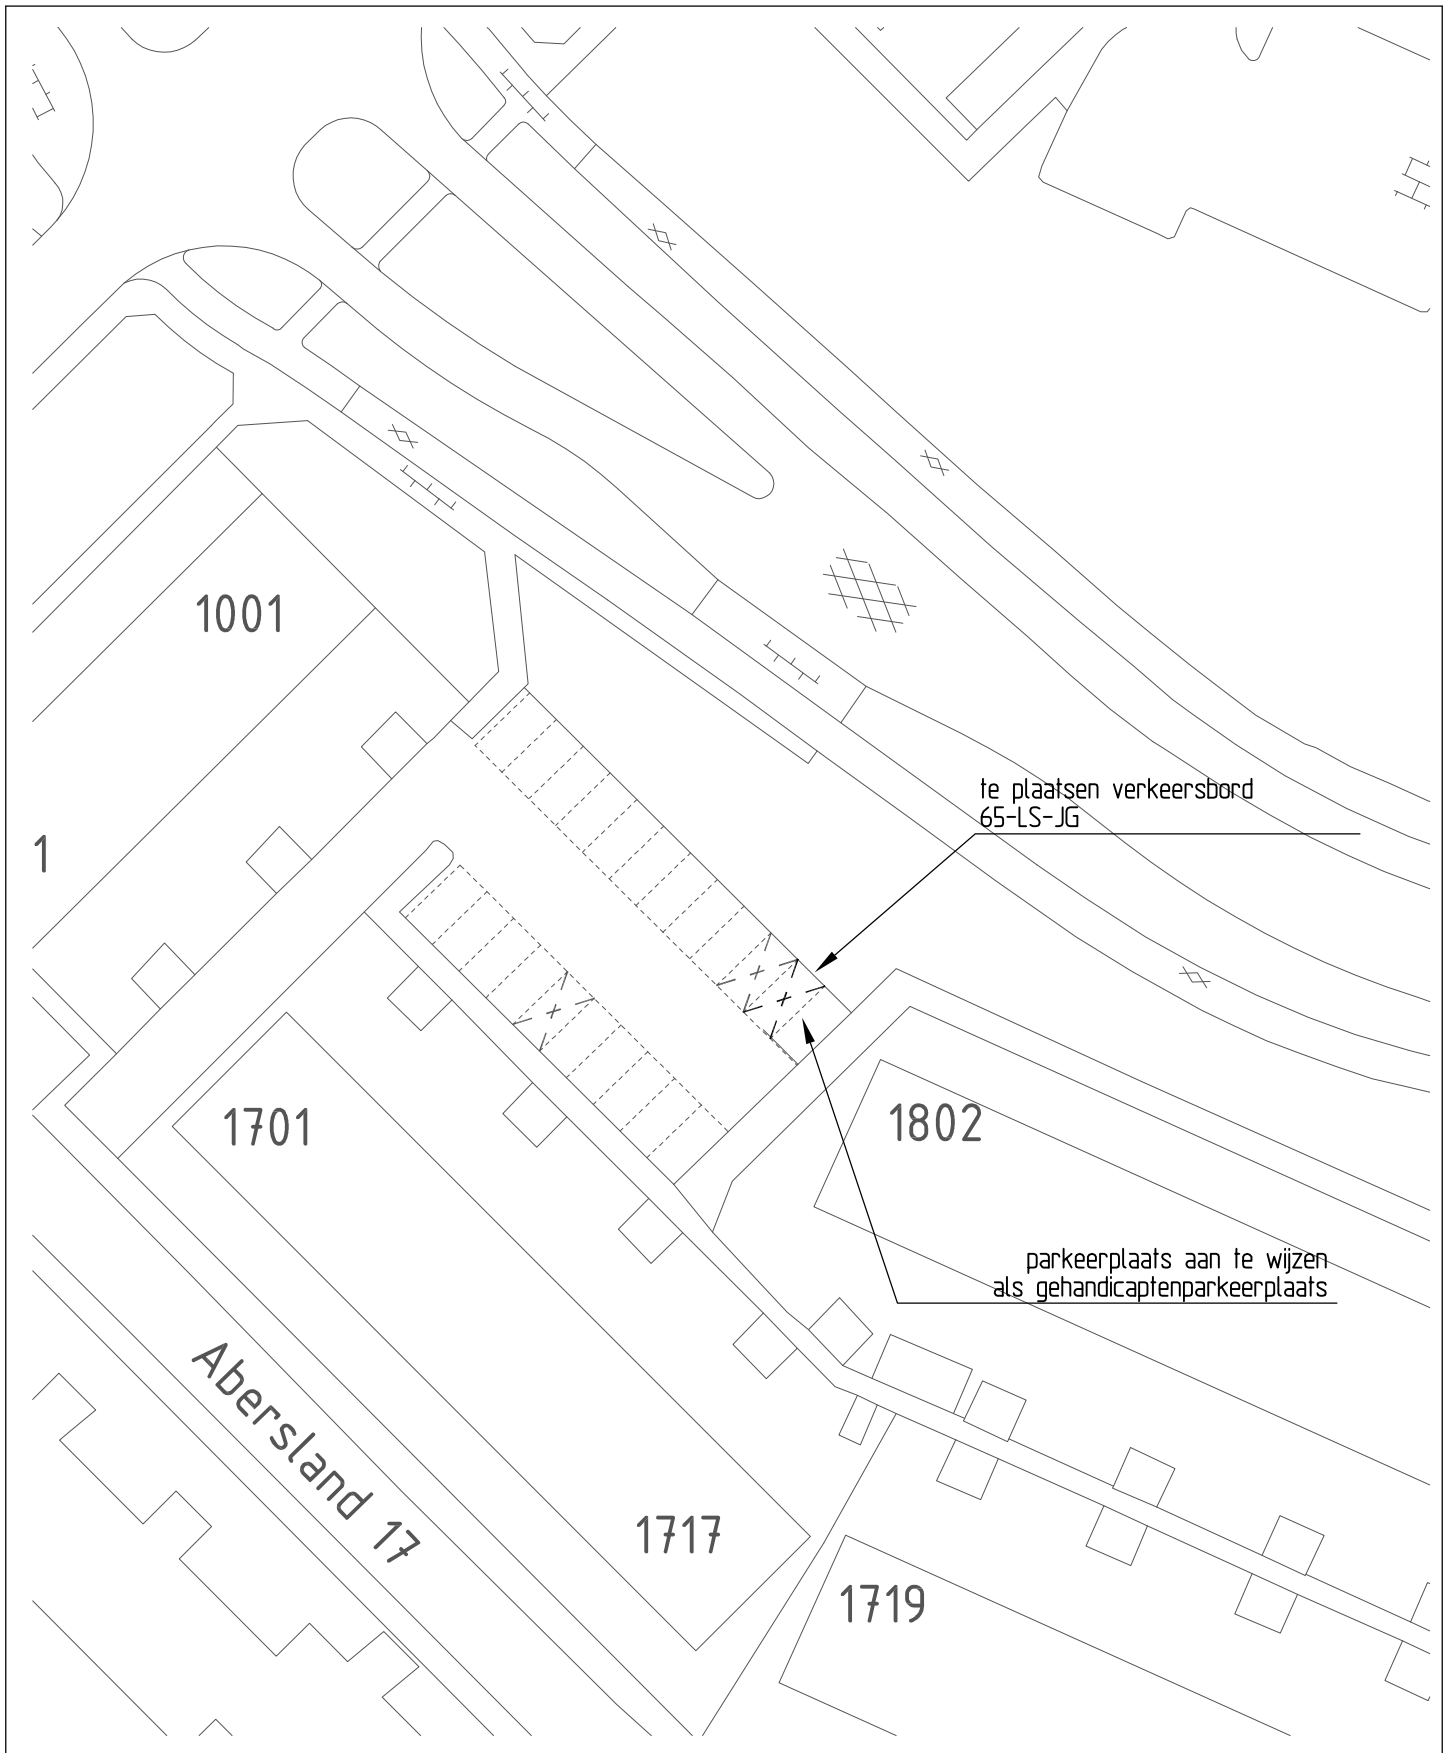 1001
te plaatsen verkeersbord
65-LS-JG
1
1701
1802
parkeerplaats aan te wijzen
als gehandicaptenparkeerplaats
Abersland 17
1717
1719